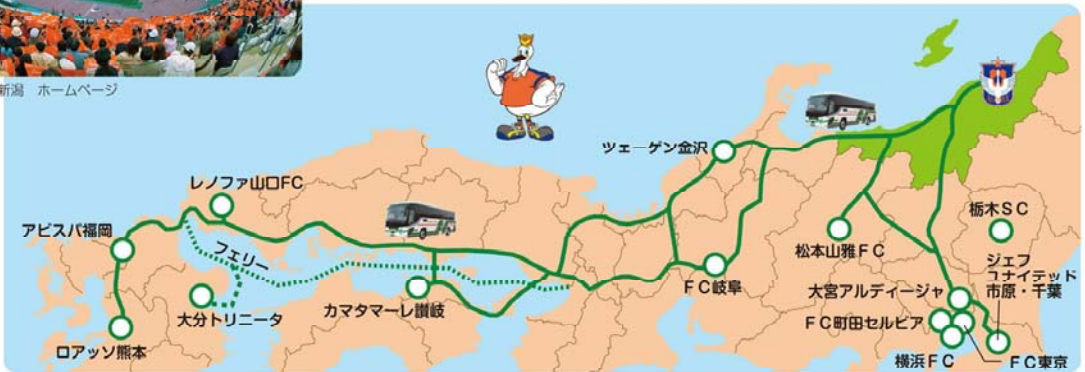 新潟 ホームページ
ツェーゲン金沢
レノファ山口FC
栃木SC
アビスパ福岡
松本山雅FC
フェリー
ジェフ
ユナイテッド
市原・千葉
FC岐阜
大宮アルディージャ
カマタマーレ讃岐
大分トリニータ
FC町田セルビア
ロアッソ熊本
横浜FC
FC東京